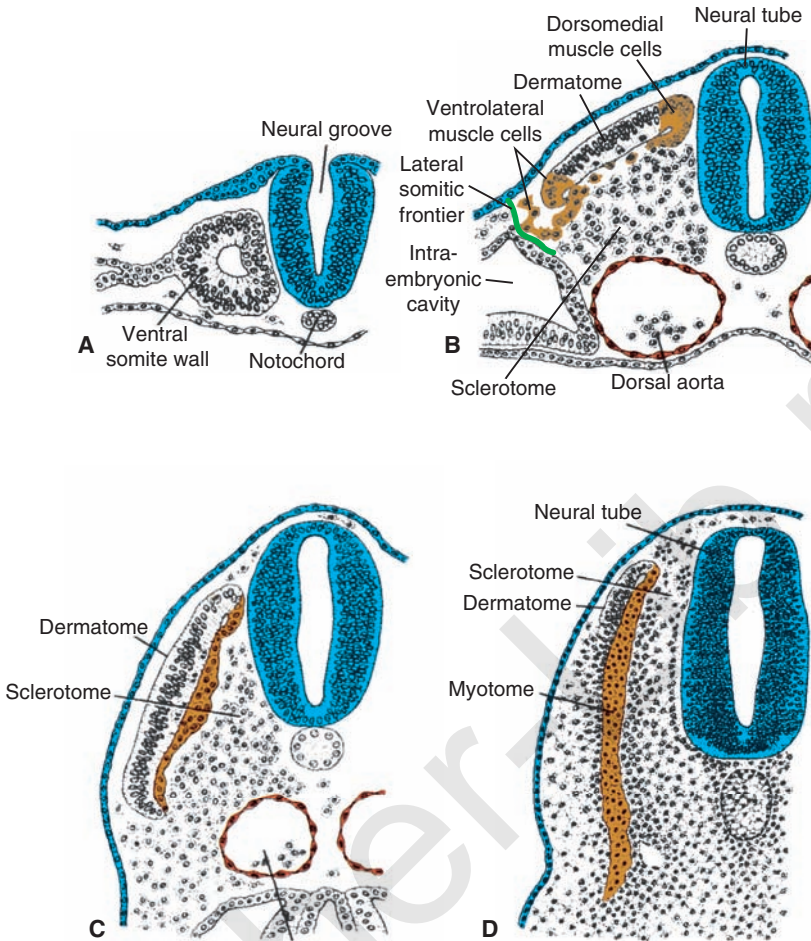 Neural groove
Ventral
somite wall
Notochord
A
Neural tube
Dorsomedial
muscle cells
Dermatome
Ventrolateral
muscle cells
Lateral
somitic
frontier
Intra-
embryonic
cavity
B
Sclerotome
Dorsal aorta
Dermatome
Sclerotome
C
Neural tube
Sclerotome
Dermatome
Myotome
D